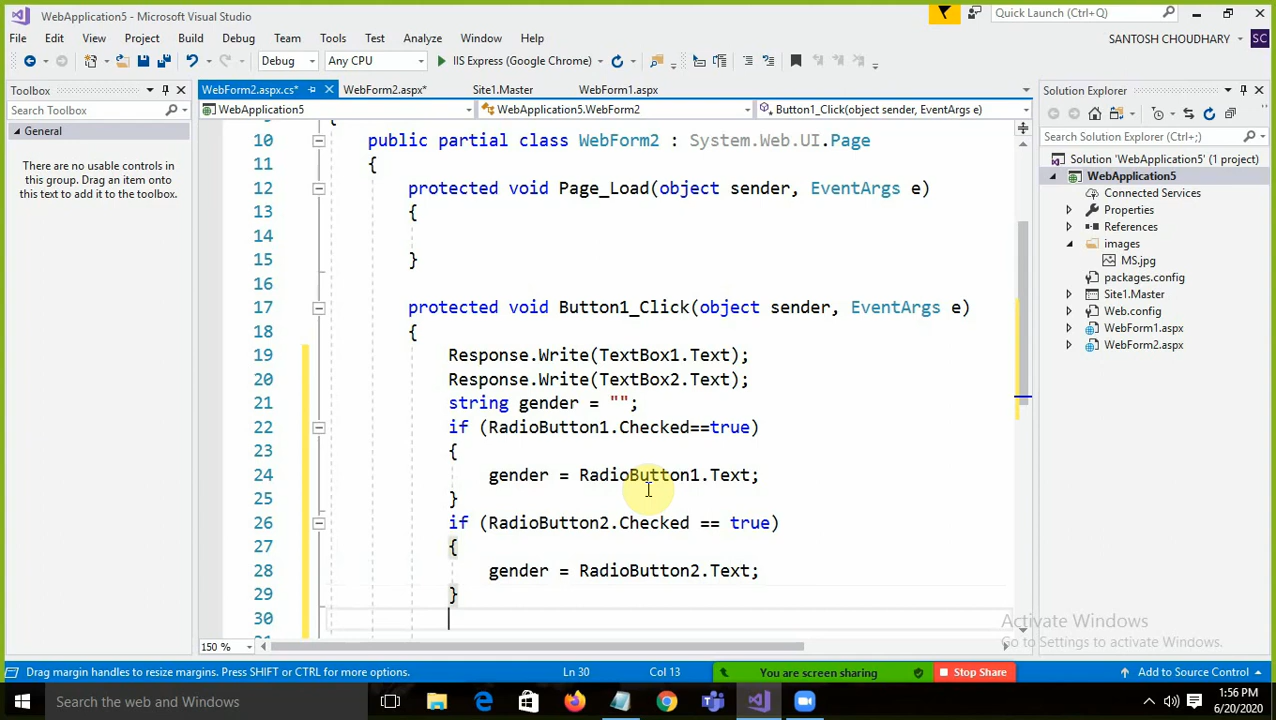 WebApplication5 - Microsoft Visual Studio
Quick Launch (Ctrl+Q)
File Edit View Project Build Debug Team Tools Test Analyze Window Help
SANTOSH CHOUDHARY SC
Debug Any CPU IIS Express (Google Chrome)
Toolbox
Search Toolbox
General
There are no usable controls in
this group. Drag an item onto
this text to add it to the toolbox.
WebForm2.aspx.cs* WebForm2.aspx* Site1.Master WebForm1.aspx
WebApplication5 WebApplication5.WebForm2 Button1_Click(object sender, EventArgs e)
10 public partial class WebForm2 : System.Web.UI.Page
11 {
12 protected void Page_Load(object sender, EventArgs e)
13 {
14
15 }
16
17 protected void Button1_Click(object sender, EventArgs e)
18 {
19 Response.Write(TextBox1.Text);
20 Response.Write(TextBox2.Text);
21 string gender = "";
22 if (RadioButton1.Checked==true)
23 {
24 gender = RadioButton1.Text;
25 }
26 if (RadioButton2.Checked == true)
27 {
28 gender = RadioButton2.Text;
29 }
30
150 %
Solution Explorer
Search Solution Explorer (Ctrl+;)
Solution 'WebApplication5' (1 project)
WebApplication5
Connected Services
Properties
References
images
MS.jpg
packages.config
Site1.Master
Web.config
WebForm1.aspx
WebForm2.aspx
Activate Windows
Go to Settings to activate Windows.
Drag margin handles to resize margins. Press SHIFT or CTRL for more options. Ln 30 Col 13 You are screen sharing Stop Share Add to Source Control
Search the web and Windows
1:56 PM
6/20/2020